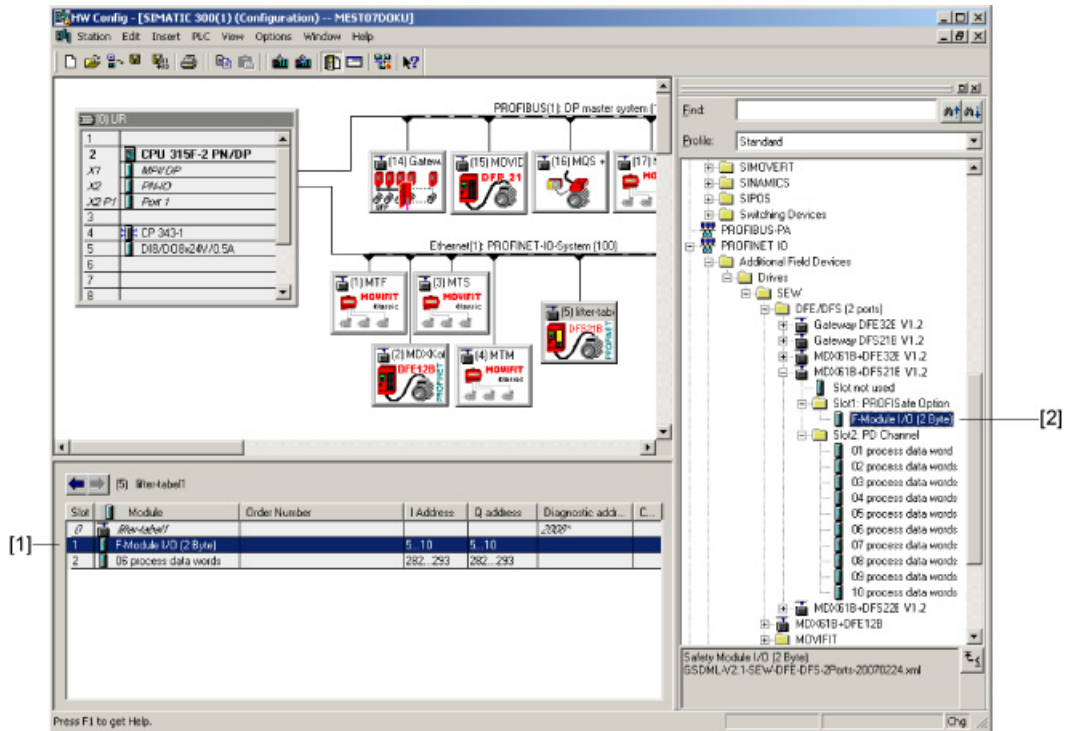 HW Config - [SIMATIC 300(1) (Configuration) -- MEST07DOKU]
Station Edit Insert PLC View Options Window Help
(0) UR
1
2 CPU 315F-2 PN/DP
X1 MPI/DP
X2 PN-IO
X2 P1 Port 1
3
4 CP 343-1
5 DI8/DO8x24V/0.5A
6
7
8
PROFIBUS(1): DP master system (
(14) Gatew
(15) MOVID
DFP 21
(16) MQS +
(17)
Ethernet(1): PROFINET-IO-System (100)
(1) MTF
MOVIFIT
Classic
(3) MTS
MOVIFIT
Classic
(5) lifter-tab
DFS21B
PROFINET
(2) MDXKo
DFE12B
PROFINET
(4) MTM
MOVIFIT
Classic
Find:
Profile: Standard
SIMOVERT
SINAMICS
SIPOS
Switching Devices
PROFIBUS-PA
PROFINET IO
Additional Field Devices
Drives
SEW
DFE/DFS (2 ports)
Gateway DFE32B V1.2
Gateway DFS21B V1.2
MDX61B+DFE32B V1.2
MDX61B+DFS21B V1.2
Slot not used
Slot1: PROFISafe Option
F-Module I/O (2 Byte)
[2]
Slot2: PD Channel
01 process data word
02 process data words
03 process data words
04 process data words
05 process data words
06 process data words
07 process data words
08 process data words
09 process data words
10 process data words
MDX61B+DFS22B V1.2
MDX61B+DFE12B
MOVIFIT
Safety Module I/O (2 Byte)
GSDML-V2.1-SEW-DFE-DFS-2Ports-20070224.xml
(5) lifter-tabel1
Slot Module Order Number I Address Q address Diagnostic addr... C...
0 lifter-tabel1 2008*
[1]
1 F-Module I/O (2 Byte) 5...10 5...10
2 06 process data words 282...293 282...293
Press F1 to get Help.
Chg